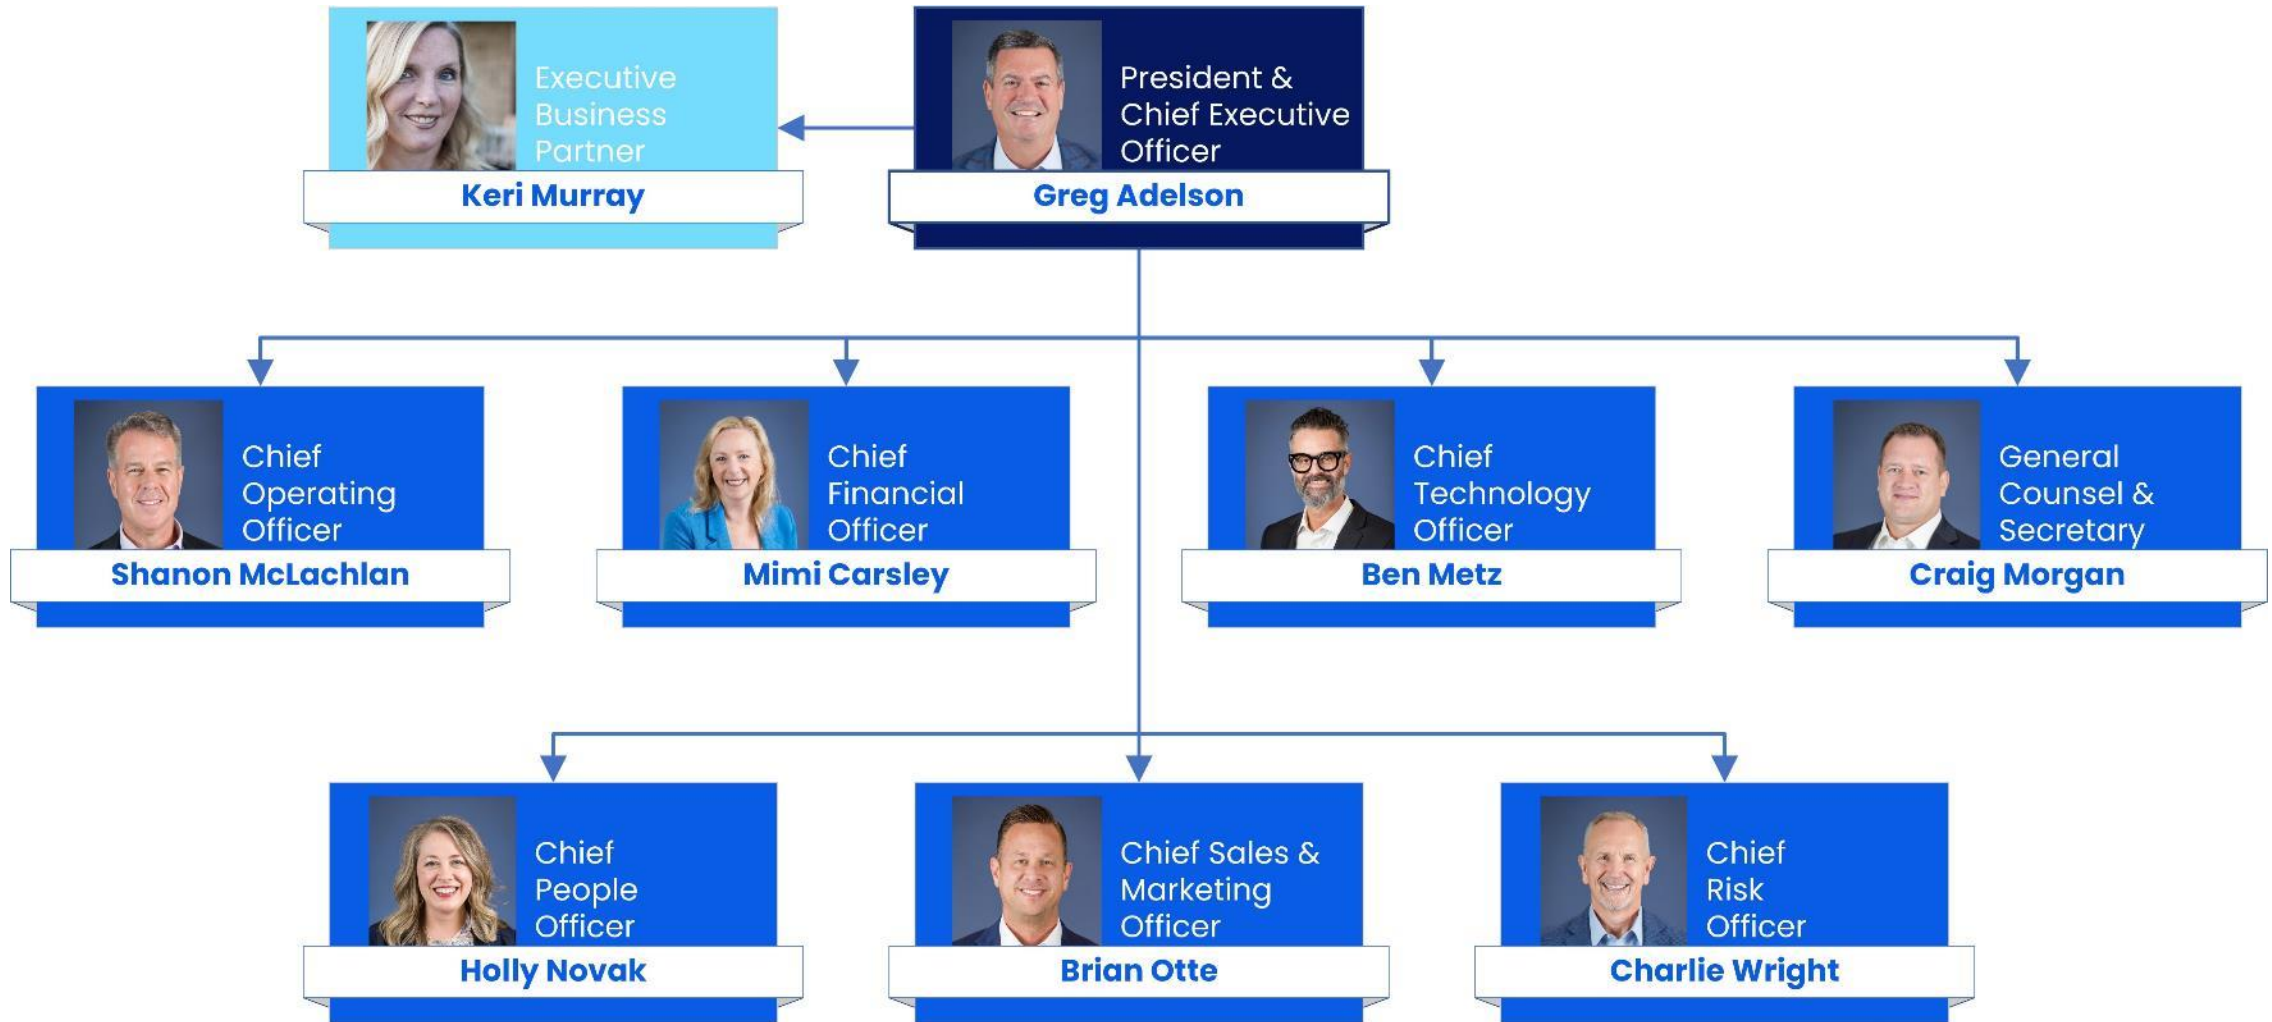 Executive
Business
Partner
Keri Murray
President &
Chief Executive
Officer
Greg Adelson
Chief
Operating
Officer
Shanon McLachlan
Chief
Financial
Officer
Mimi Carsley
Chief
Technology
Officer
Ben Metz
General
Counsel &
Secretary
Craig Morgan
Chief
People
Officer
Holly Novak
Chief Sales &
Marketing
Officer
Brian Otte
Chief
Risk
Officer
Charlie Wright